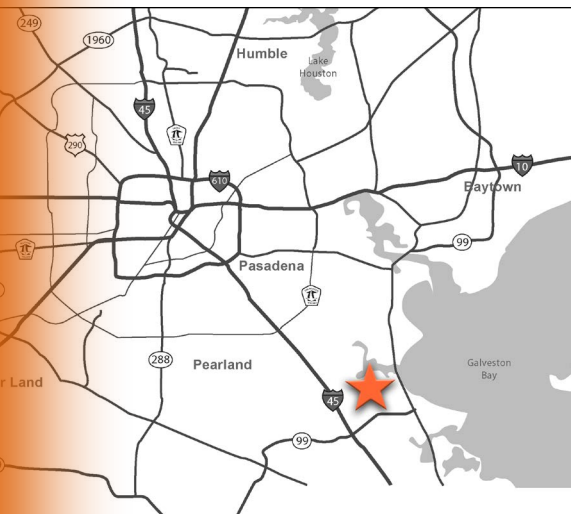 249
1960
Humble
Lake
Houston
45
290
610
10
Baytown
99
Pasadena
288
Pearland
Galveston
Bay
r Land
45
99